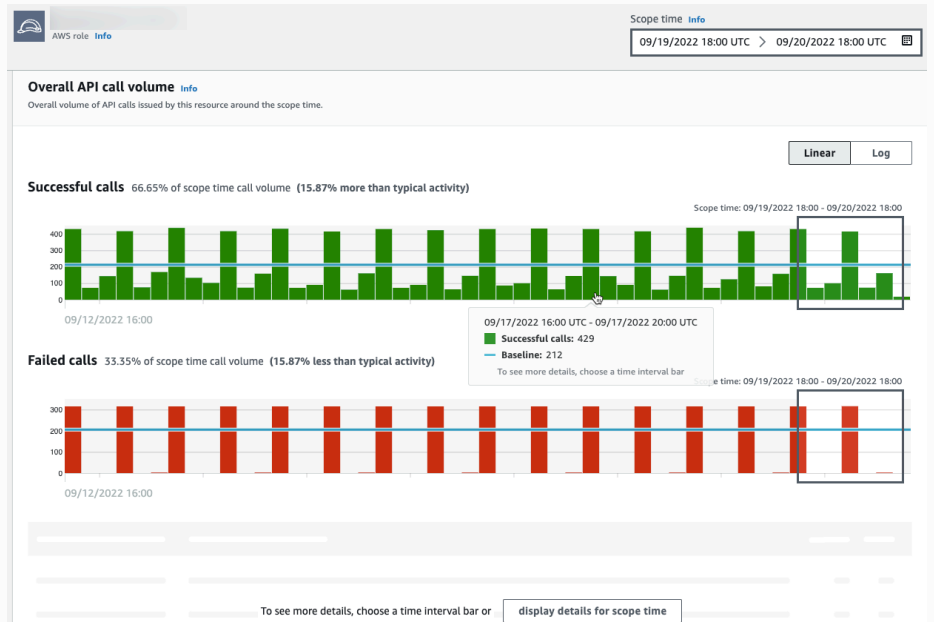 Scope time Info
AWS role Info
09/19/2022 18:00 UTC > 09/20/2022 18:00 UTC
Overall API call volume Info
Overall volume of API calls issued by this resource around the scope time.
Linear Log
Successful calls 66.65% of scope time call volume (15.87% more than typical activity)
Scope time: 09/19/2022 18:00 - 09/20/2022 18:00
400
300
200
100
0
09/12/2022 16:00
09/17/2022 16:00 UTC - 09/17/2022 20:00 UTC
Successful calls: 429
Baseline: 212
To see more details, choose a time interval bar
Failed calls 33.35% of scope time call volume (15.87% less than typical activity)
pe time: 09/19/2022 18:00 - 09/20/2022 18:00
300
200
100
0
09/12/2022 16:00
To see more details, choose a time interval bar or display details for scope time